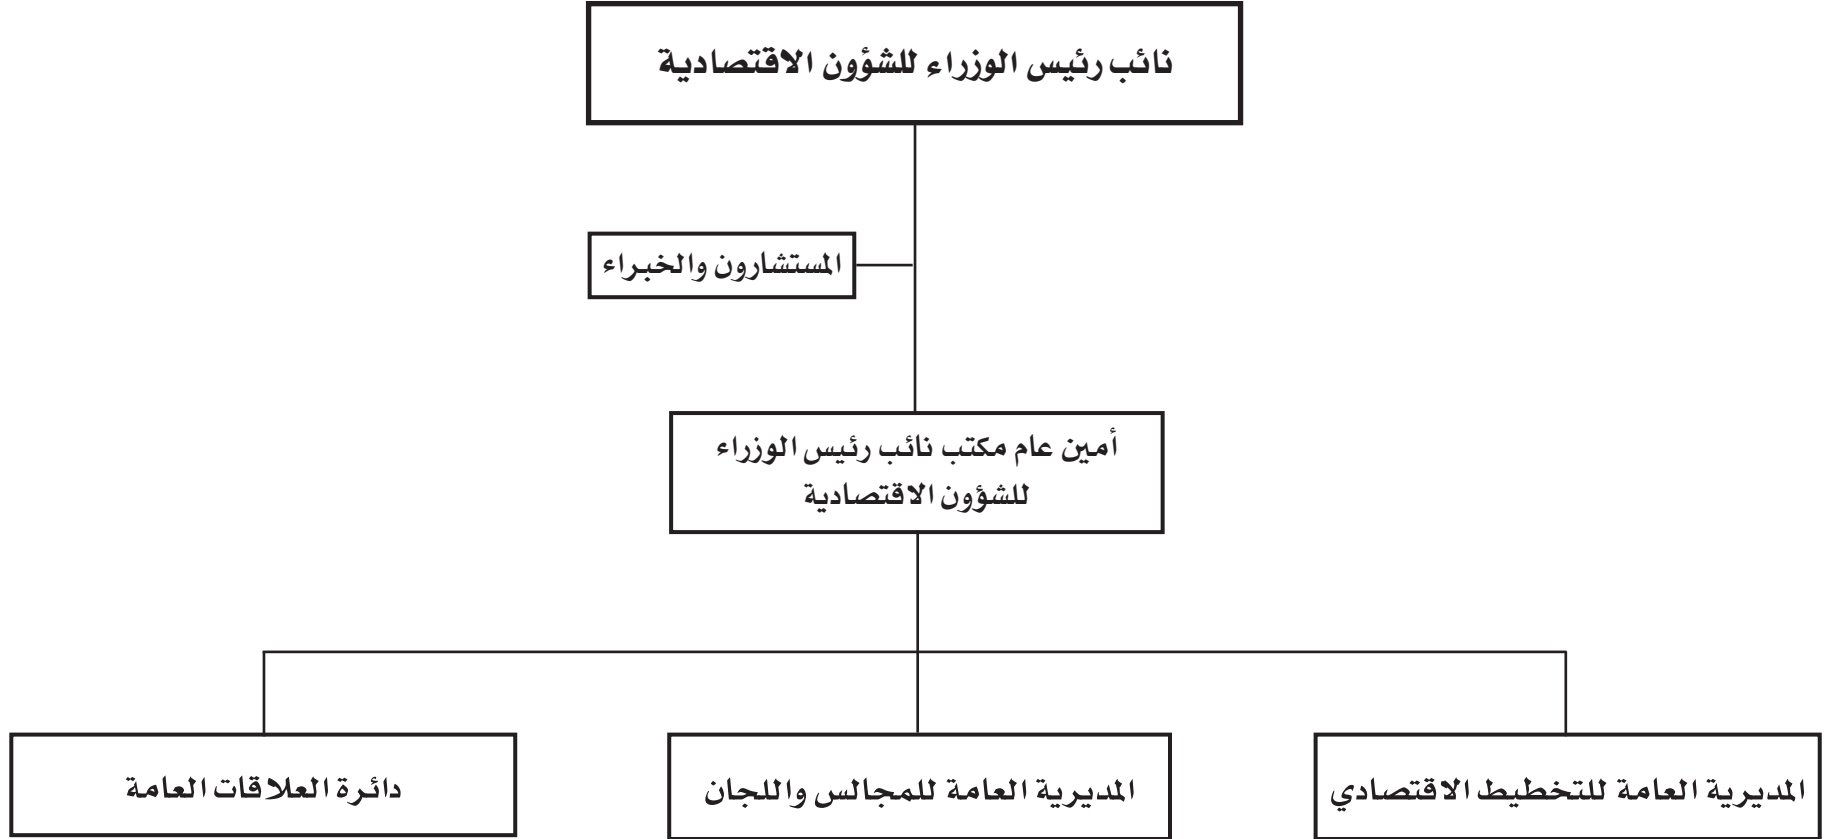 نائب رئيس الوزراء للشؤون الاقتصادية
المستشارون والخبراء
أمين عام مكتب نائب رئيس الوزراء
للشؤون الاقتصادية
المديرية العامة للتخطيط الاقتصادي
المديرية العامة للمجالس واللجان
دائرة العلاقات العامة